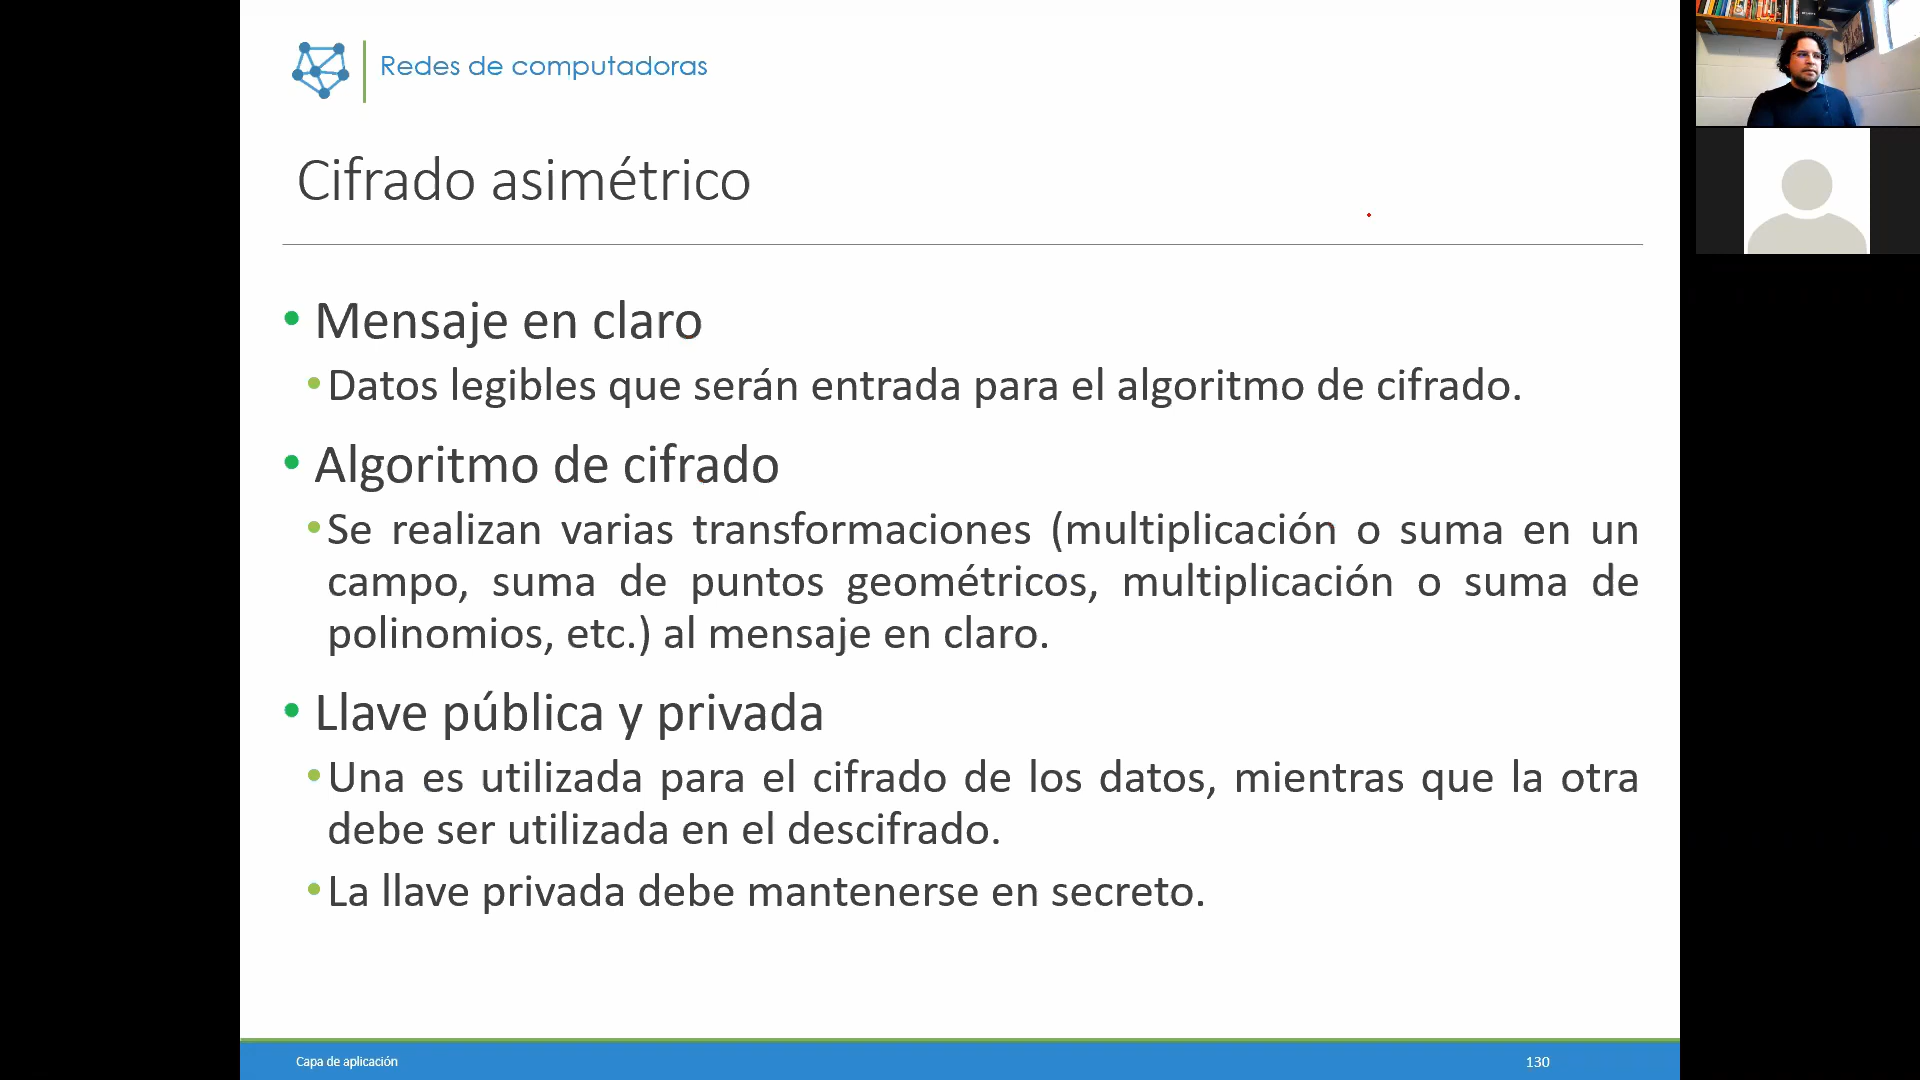 Redes de computadoras
Cifrado asimétrico
• Mensaje en claro
• Datos legibles que serán entrada para el algoritmo de cifrado.
• Algoritmo de cifrado
• Se realizan varias transformaciones (multiplicación o suma en un
campo, suma de puntos geométricos, multiplicación o suma de
polinomios, etc.) al mensaje en claro.
• Llave pública y privada
• Una es utilizada para el cifrado de los datos, mientras que la otra
debe ser utilizada en el descifrado.
• La llave privada debe mantenerse en secreto.
Capa de aplicación
130